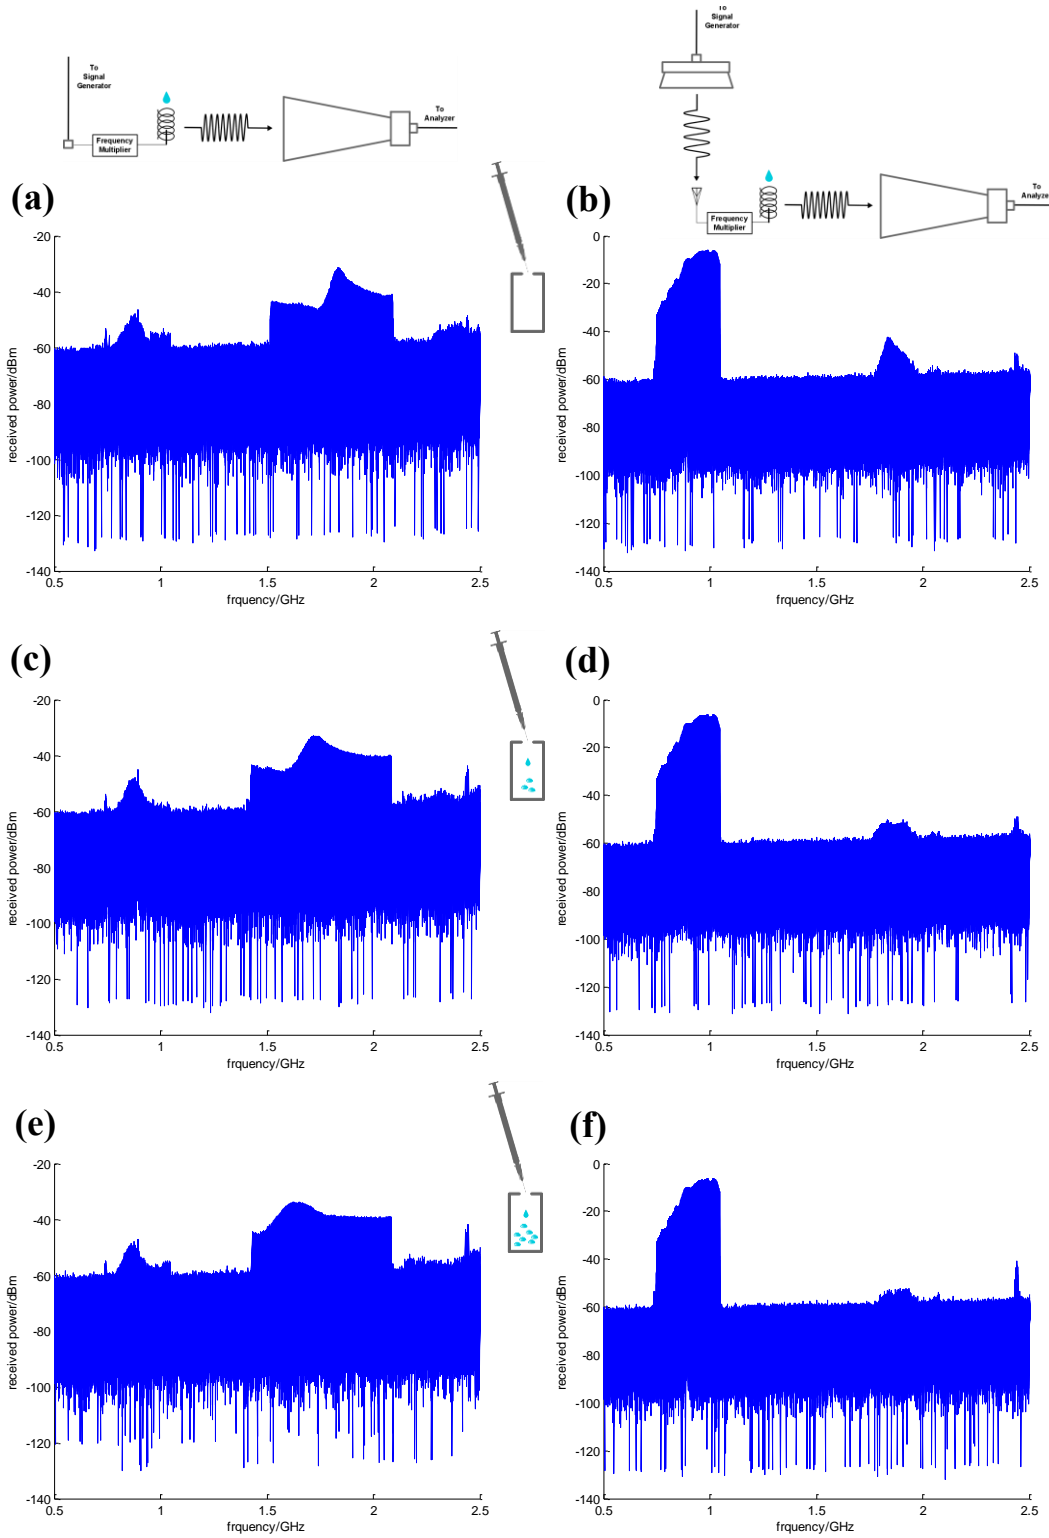 To
Signal
Generator
Frequency
Multiplier
To
Analyzer
To
Signal
Generator
Frequency
Multiplier
To
Analyze
(a)
-20
-40
-60
-80
-100
-120
-140
received power/dBm
0.5
1
1.5
2
2.5
frquency/GHz
(b)
0
-20
-40
-60
-80
-100
-120
-140
received power/dBm
0.5
1
1.5
2
2.5
frquency/GHz
(c)
-20
-40
-60
-80
-100
-120
-140
received power/dBm
0.5
1
1.5
2
2.5
frquency/GHz
(d)
0
-20
-40
-60
-80
-100
-120
-140
received power/dBm
0.5
1
1.5
2
2.5
frquency/GHz
(e)
-20
-40
-60
-80
-100
-120
-140
received power/dBm
0.5
1
1.5
2
2.5
frquency/GHz
(f)
0
-20
-40
-60
-80
-100
-120
-140
received power/dBm
0.5
1
1.5
2
2.5
frquency/GHz